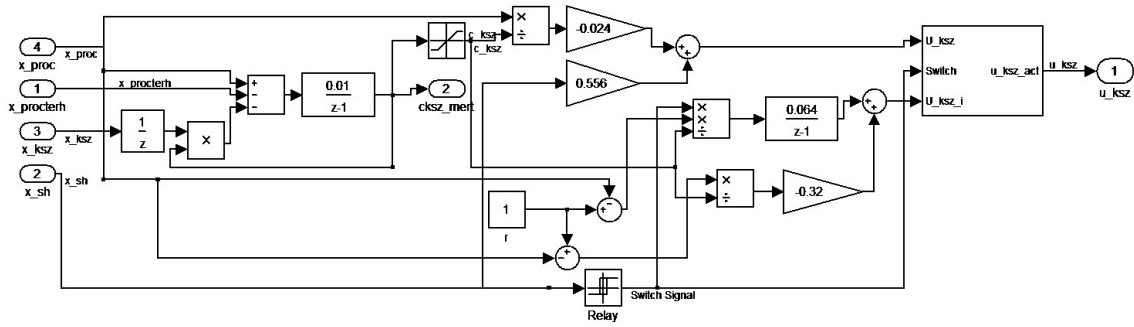 4
x_proc
x_proc
1
x_procterh
x_procterh
3
x_ksz
x_ksz
2
x_sh
x_sh
1
z
×
+
−
−
0.01
z-1
c_ksz
c_ksz
2
cksz_mert
×
÷
-0.024
0.556
+
+
×
×
÷
0.064
z-1
+
+
×
÷
-0.32
1
r
+
−
+
−
Relay
Switch Signal
U_ksz
Switch
U_ksz_i
u_ksz_act
u_ksz
1
u_ksz